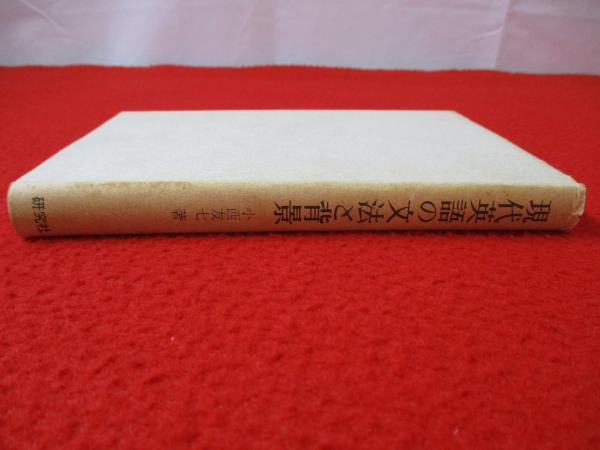 現代英語の文法と背景
小西友七 著
研究社